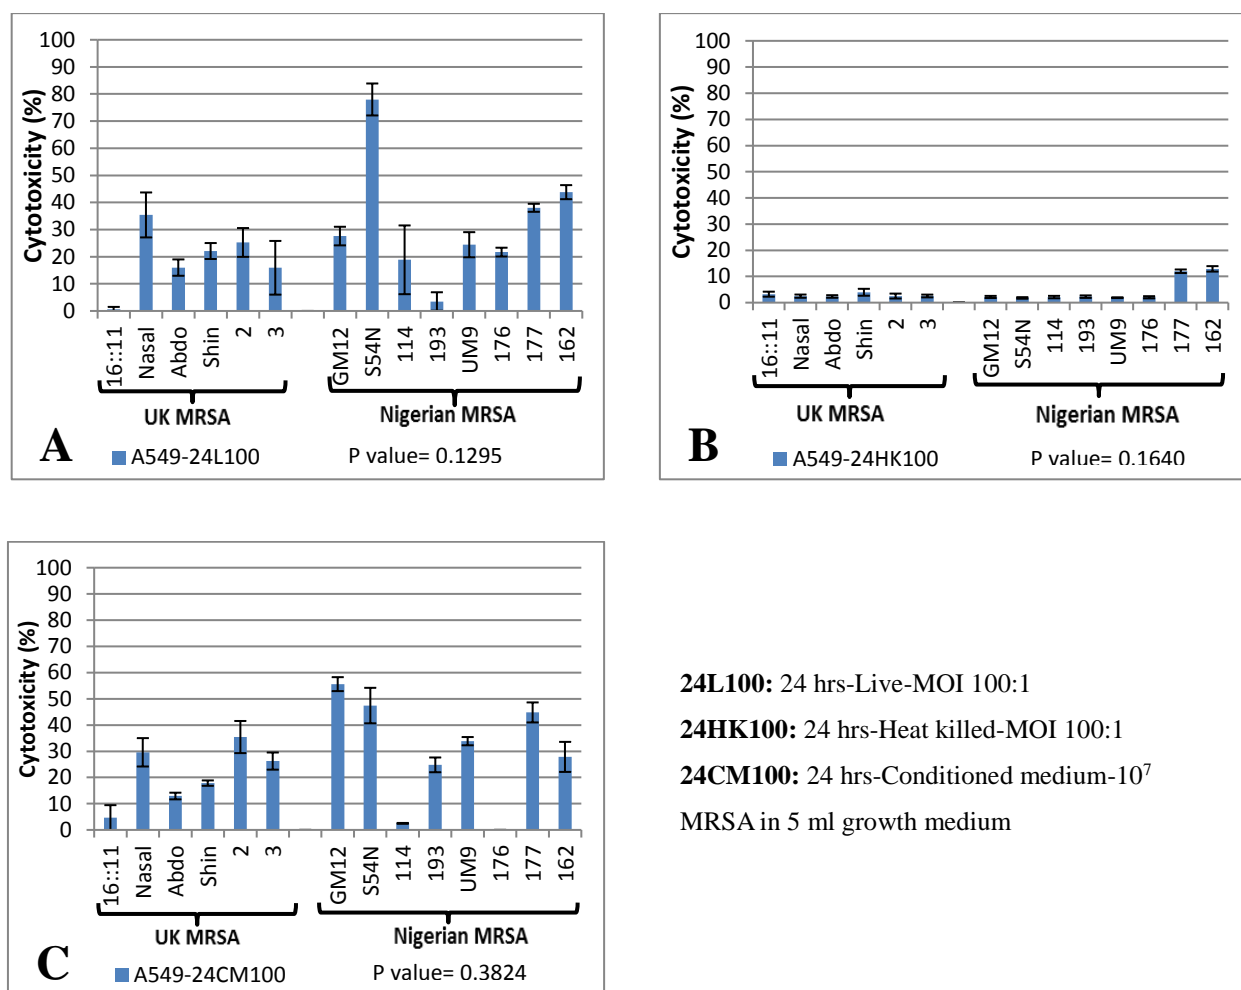 100
90
80
70
60
50
40
30
20
10
0
Cytotoxicity (%)
16::11
Nasal
Abdo
Shin
2
3
GM12
S54N
114
193
UM9
176
177
162
UK MRSA
Nigerian MRSA
A
A549-24L100
P value= 0.1295
100
90
80
70
60
50
40
30
20
10
0
Cytotoxicity (%)
16::11
Nasal
Abdo
Shin
2
3
GM12
S54N
114
193
UM9
176
177
162
UK MRSA
Nigerian MRSA
B
A549-24HK100
P value= 0.1640
100
90
80
70
60
50
40
30
20
10
0
Cytotoxicity (%)
16::11
Nasal
Abdo
Shin
2
3
GM12
S54N
114
193
UM9
176
177
162
UK MRSA
Nigerian MRSA
C
A549-24CM100
P value= 0.3824
24L100: 24 hrs-Live-MOI 100:1
24HK100: 24 hrs-Heat killed-MOI 100:1
24CM100: 24 hrs-Conditioned medium-10⁷
MRSA in 5 ml growth medium